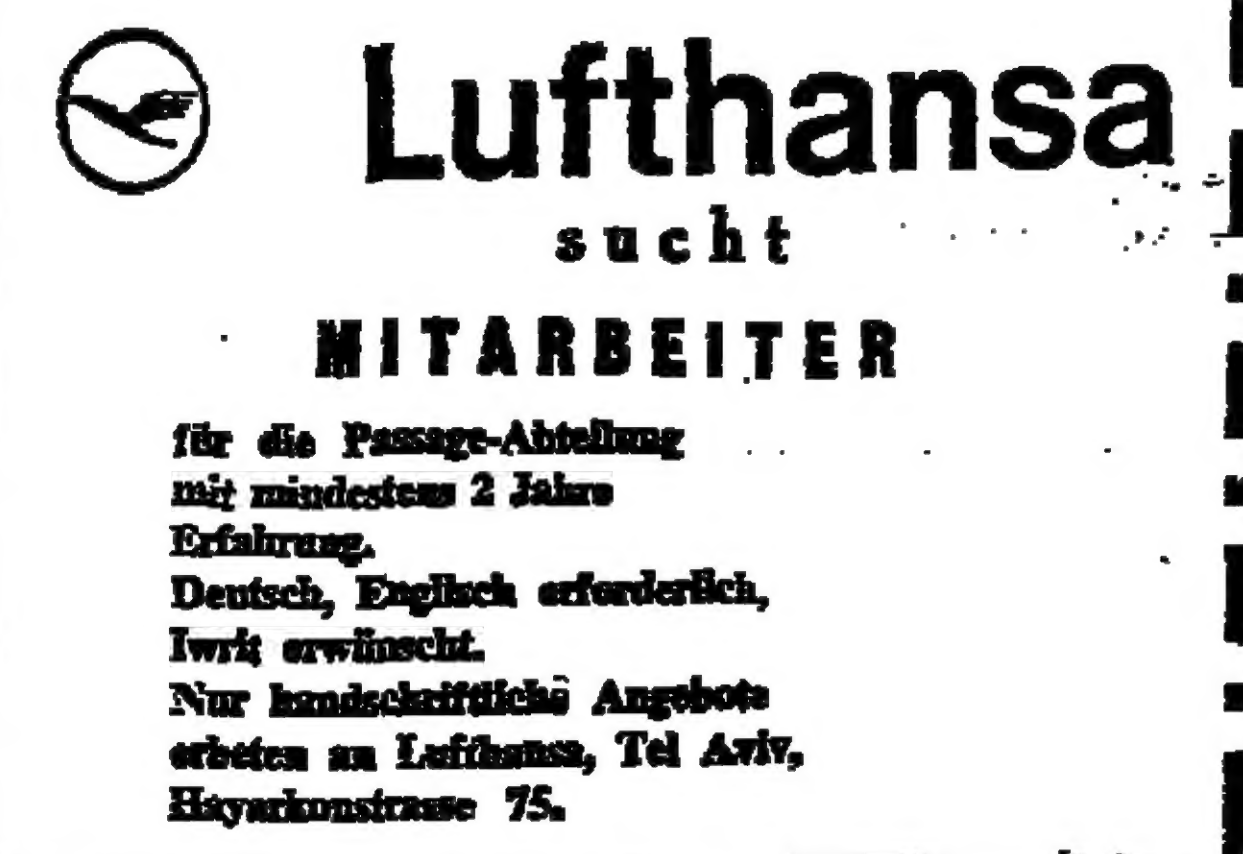 Lufthansa
sucht
MITARBEITER
für die Passage-Abteilung
mit mindestens 2 Jahre
Erfahrung.
Deutsch, Englisch erforderlich,
Iwrit erwünscht.
Nur handschriftliche Angebote
erbeten an Lufthansa, Tel Aviv,
Hayarkonstrasse 75.